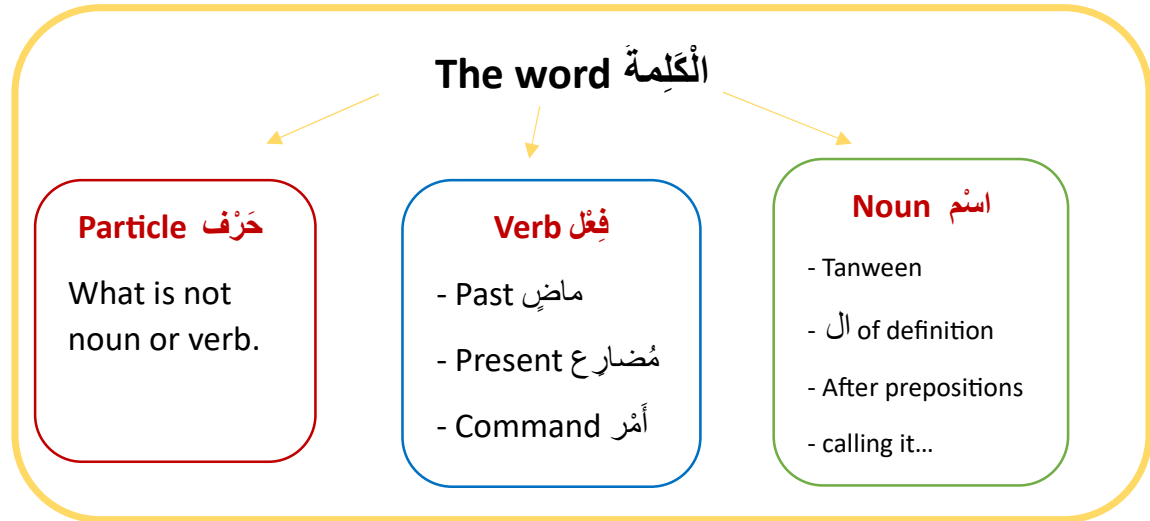 The word الْكَلِمةَ
Particle حَرْف
What is not
noun or verb.
Verb فِعْل
- Past ماضٍ
- Present مُضارِع
- Command أَمْر
Noun اسْم
- Tanween
- ال of definition
- After prepositions
- calling it…